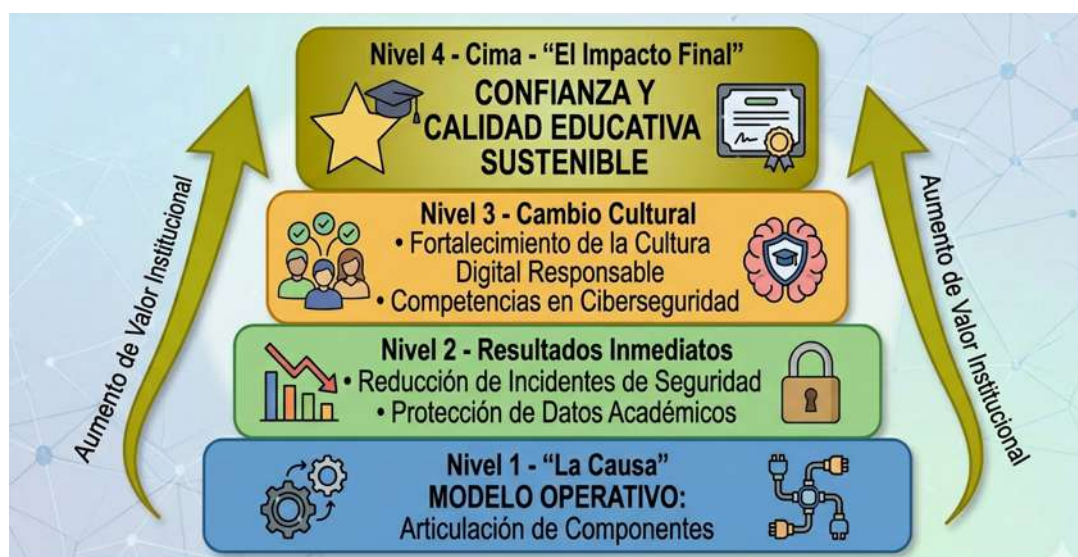 Nivel 4 - Cima - “El Impacto Final”
CONFIANZA Y
CALIDAD EDUCATIVA
SUSTENIBLE
Nivel 3 - Cambio Cultural
• Fortalecimiento de la Cultura
Digital Responsable
• Competencias en Ciberseguridad
Nivel 2 - Resultados Inmediatos
• Reducción de Incidentes de Seguridad
• Protección de Datos Académicos
Nivel 1 - “La Causa”
MODELO OPERATIVO:
Articulación de Componentes
Aumento de Valor Institucional
Aumento de Valor Institucional